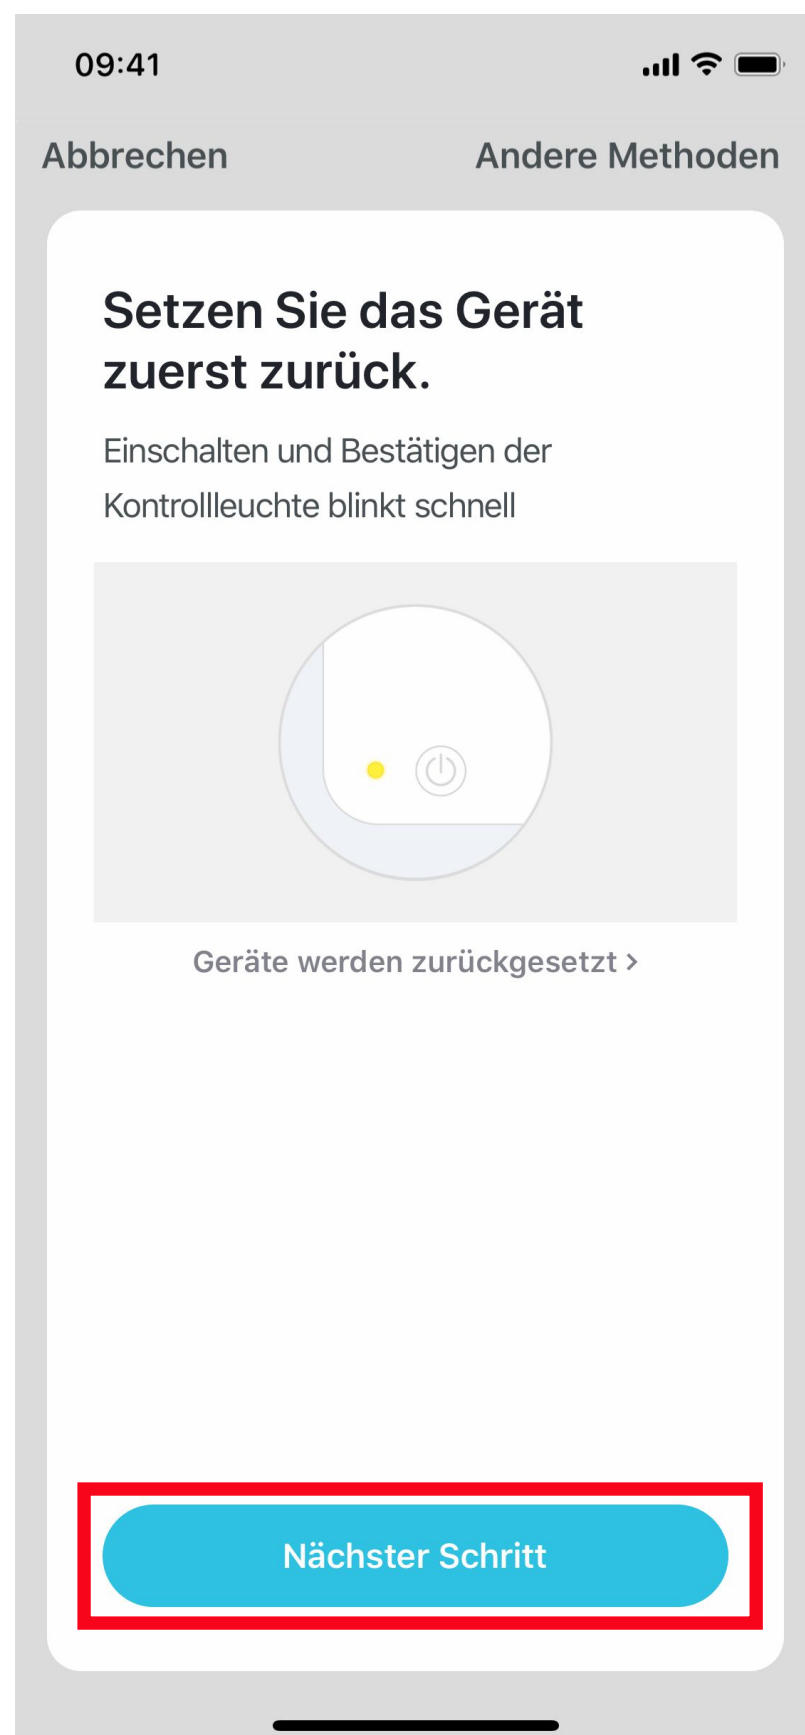 09:41
Abbrechen
Andere Methoden
Setzen Sie das Gerät
zuerst zurück.
Einschalten und Bestätigen der
Kontrollleuchte blinkt schnell
Geräte werden zurückgesetzt >
Nächster Schritt